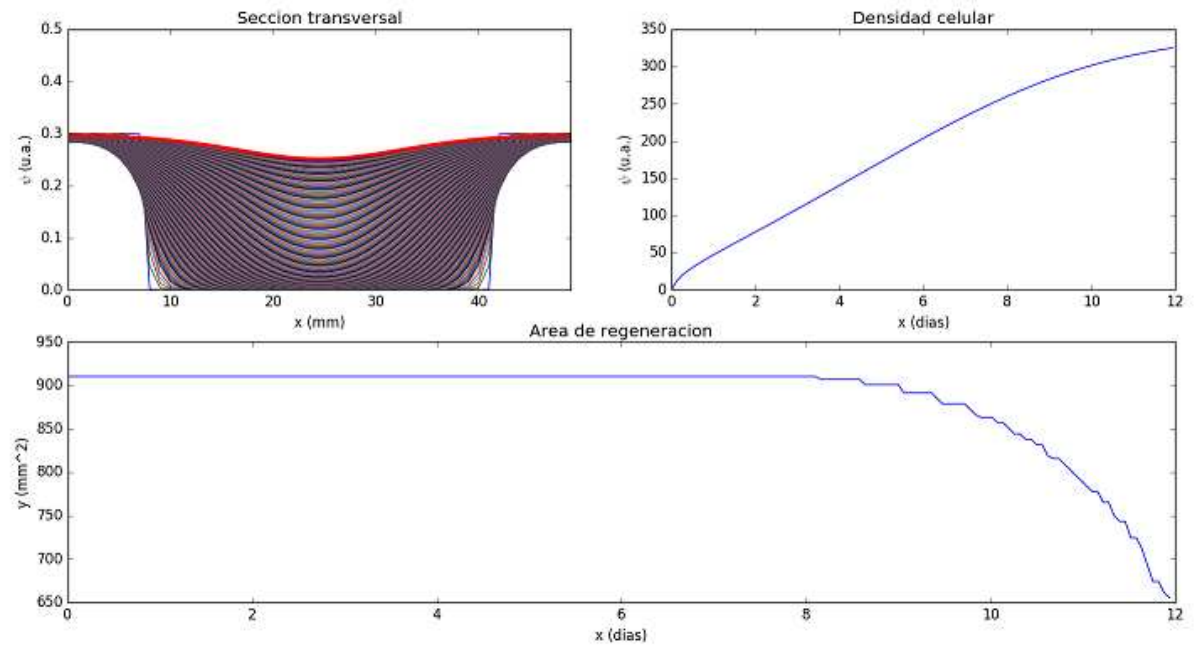 Seccion transversal
0.5
0.4
0.3
0.2
0.1
0.0
ψ (u.a.)
0 10 20 30 40
x (mm)
Densidad celular
350
300
250
200
150
100
50
0
ψ (u.a.)
0 2 4 6 8 10 12
x (dias)
Area de regeneracion
950
900
850
800
750
700
650
y (mm^2)
0 2 4 6 8 10 12
x (dias)